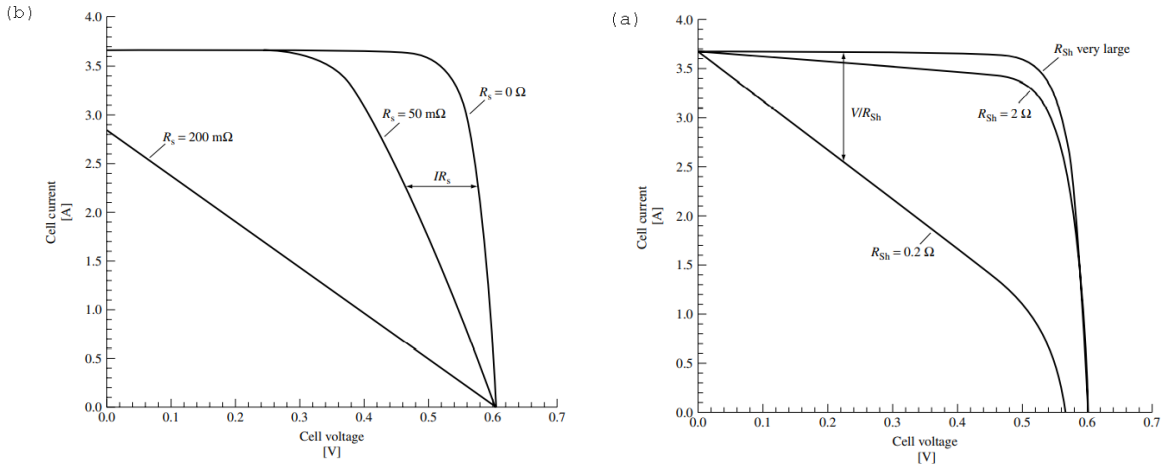 (b)
4.0
3.5
3.0
2.5
2.0
1.5
1.0
0.5
0.0
Cell current
[A]
Rs = 200 mΩ
Rs = 50 mΩ
Rs = 0 Ω
IRs
0.0 0.1 0.2 0.3 0.4 0.5 0.6 0.7
Cell voltage
[V]
(a)
4.0
3.5
3.0
2.5
2.0
1.5
1.0
0.5
0.0
Cell current
[A]
RSh very large
RSh = 2 Ω
V/RSh
RSh = 0.2 Ω
0.0 0.1 0.2 0.3 0.4 0.5 0.6 0.7
Cell voltage
[V]